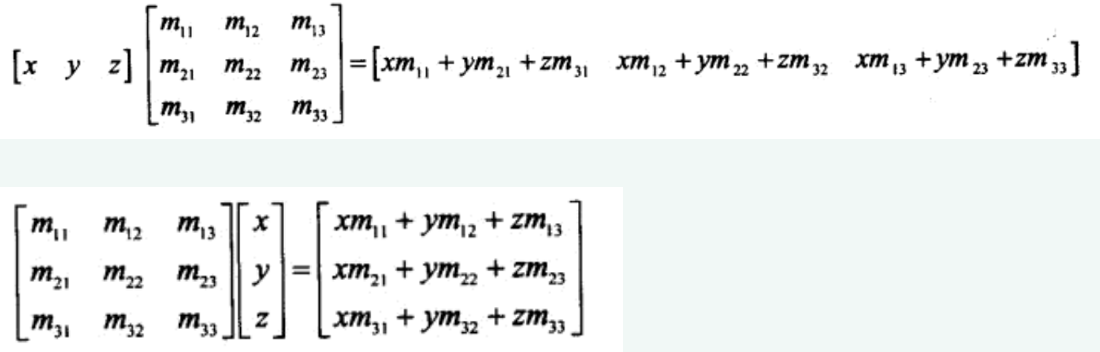 [x y z] [m₁₁ m₁₂ m₁₃
m₂₁ m₂₂ m₂₃
m₃₁ m₃₂ m₃₃] = [xm₁₁ + ym₂₁ + zm₃₁ xm₁₂ + ym₂₂ + zm₃₂ xm₁₃ + ym₂₃ + zm₃₃]
[m₁₁ m₁₂ m₁₃] [x] [xm₁₁ + ym₁₂ + zm₁₃]
[m₂₁ m₂₂ m₂₃] [y] = [xm₂₁ + ym₂₂ + zm₂₃]
[m₃₁ m₃₂ m₃₃] [z] [xm₃₁ + ym₃₂ + zm₃₃]